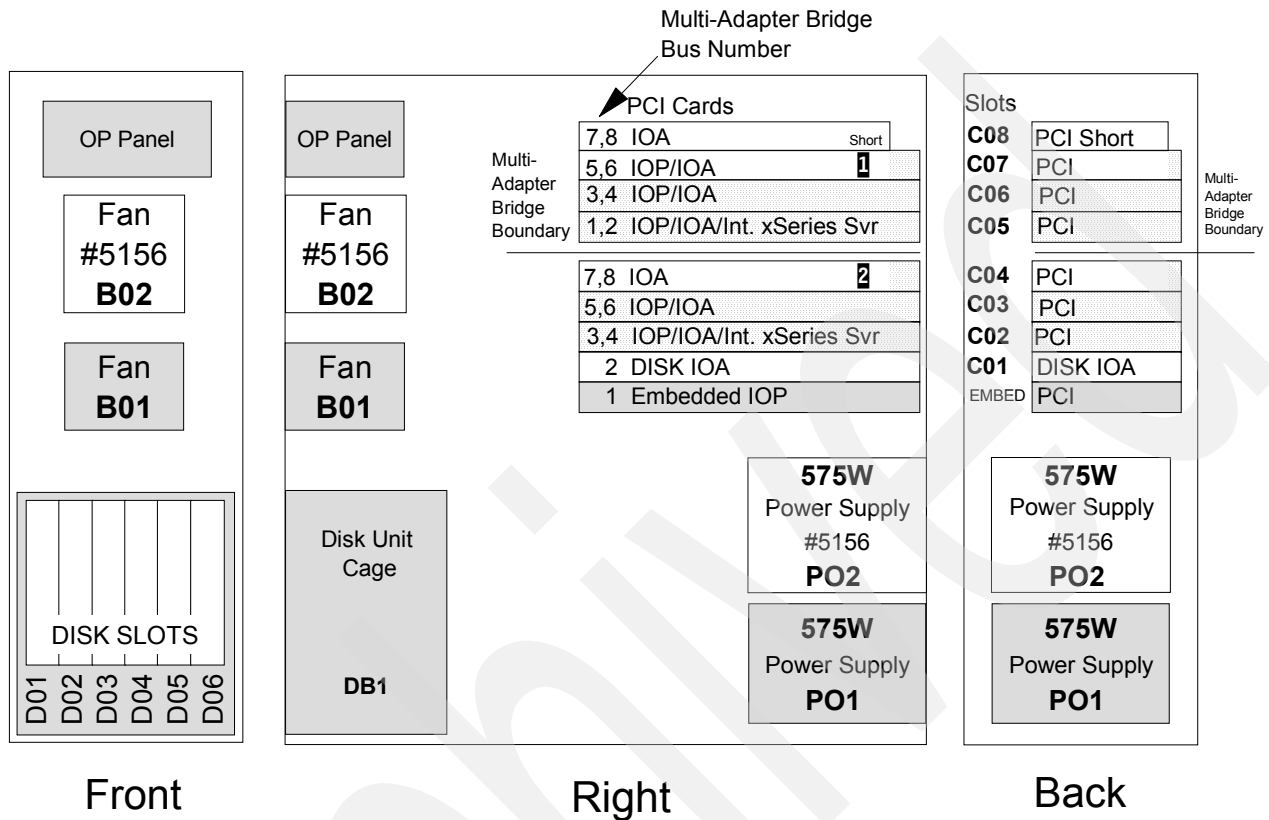 Multi-Adapter Bridge
Bus Number
OP Panel
Fan
#5156
B02
Fan
B01
DISK SLOTS
D01
D02
D03
D04
D05
D06
Front
OP Panel
Fan
#5156
B02
Fan
B01
Disk Unit
Cage
DB1
Multi-
Adapter
Bridge
Boundary
PCI Cards
7,8 IOA Short
5,6 IOP/IOA 1
3,4 IOP/IOA
1,2 IOP/IOA/Int. xSeries Svr
7,8 IOA 2
5,6 IOP/IOA
3,4 IOP/IOA/Int. xSeries Svr
2 DISK IOA
1 Embedded IOP
575W
Power Supply
#5156
PO2
575W
Power Supply
PO1
Right
Slots
C08 PCI Short
C07 PCI
C06 PCI
C05 PCI
C04 PCI
C03 PCI
C02 PCI
C01 DISK IOA
EMBED PCI
Multi-
Adapter
Bridge
Boundary
575W
Power Supply
#5156
PO2
575W
Power Supply
PO1
Back